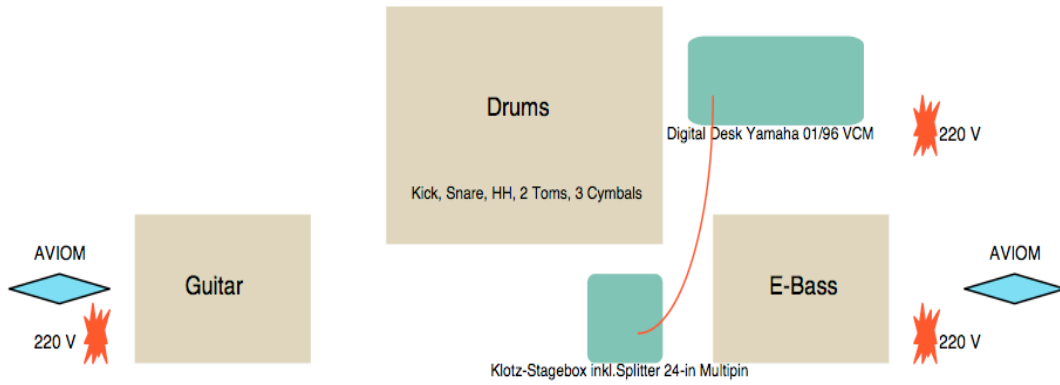 Drums
Digital Desk Yamaha 01/96 VCM
220 V
Kick, Snare, HH, 2 Toms, 3 Cymbals
AVIOM
AVIOM
Guitar
E-Bass
220 V
220 V
Klotz-Stagebox inkl.Splitter 24-in Multipin